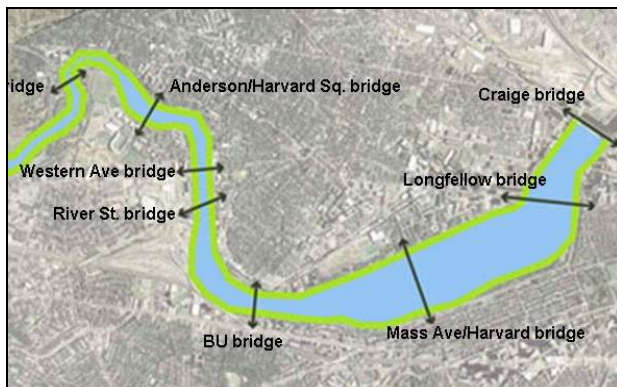 ridge
Anderson/Harvard Sq. bridge
Craige bridge
Western Ave bridge
Longfellow bridge
River St. bridge
Mass Ave/Harvard bridge
BU bridge